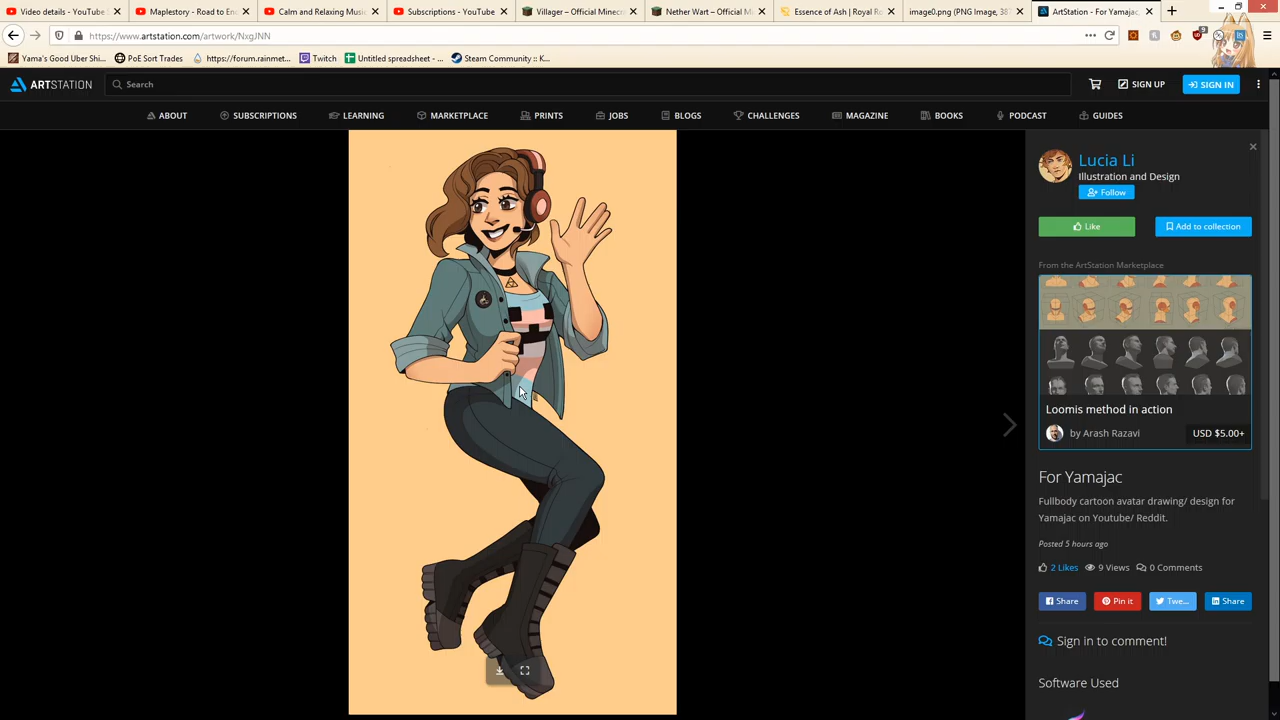 Video details - YouTube
Maplestory - Road to En
Calm and Relaxing Music
Subscriptions - YouTube
Villager – Official Minecr
Nether Wart – Official M
Essence of Ash | Royal Ro
image0.png (PNG Image, 38
ArtStation - For Yamajac,
https://www.artstation.com/artwork/NxgJNN
Yama's Good Uber Shi...
PoE Sort Trades
https://forum.rainmet...
Twitch
Untitled spreadsheet - ...
Steam Community :: K...
ARTSTATION
Search
SIGN UP
SIGN IN
ABOUT
SUBSCRIPTIONS
LEARNING
MARKETPLACE
PRINTS
JOBS
BLOGS
CHALLENGES
MAGAZINE
BOOKS
PODCAST
GUIDES
Lucia Li
Illustration and Design
Follow
Like
Add to collection
From the ArtStation Marketplace
Loomis method in action
by Arash Razavi
USD $5.00+
For Yamajac
Fullbody cartoon avatar drawing/ design for
Yamajac on Youtube/ Reddit.
Posted 5 hours ago
2 Likes
9 Views
0 Comments
Share
Pin it
Twe...
Share
Sign in to comment!
Software Used